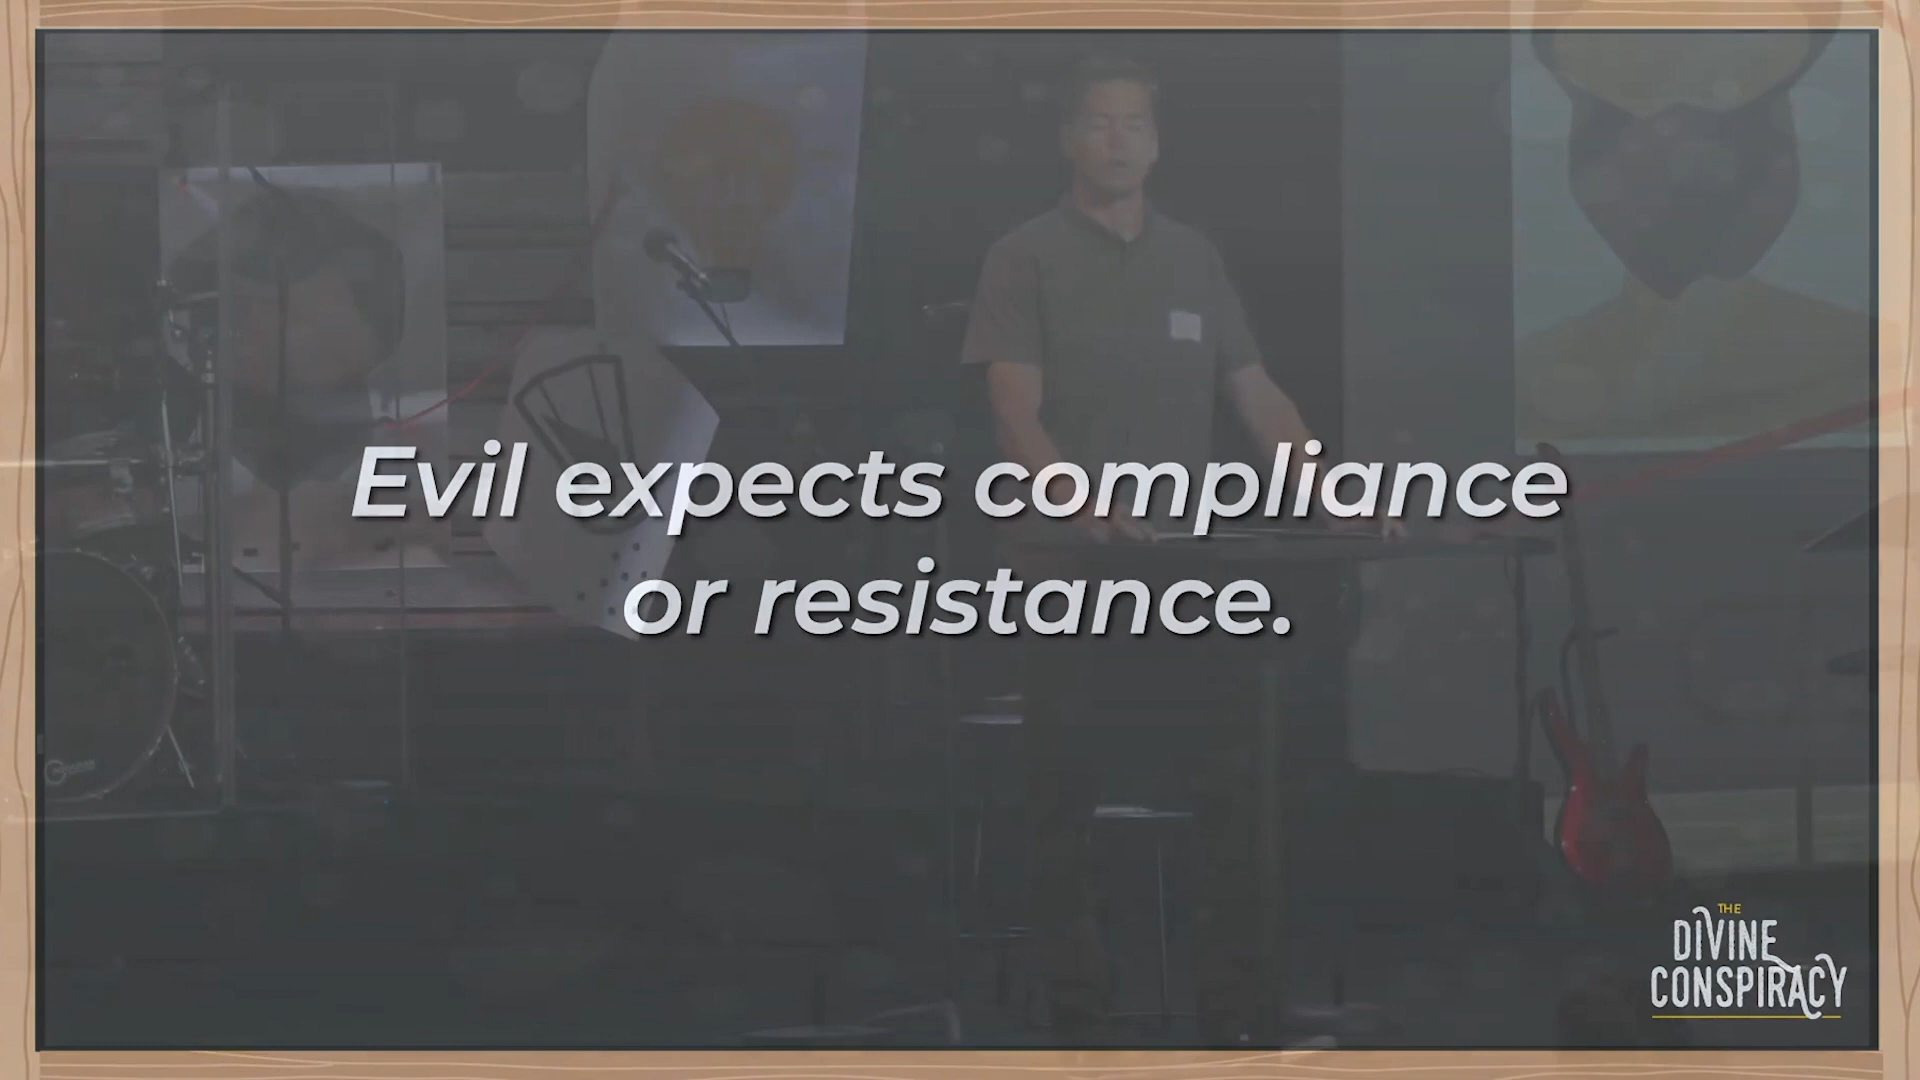 Evil expects compliance
or resistance.
THE
DIVINE
CONSPIRACY